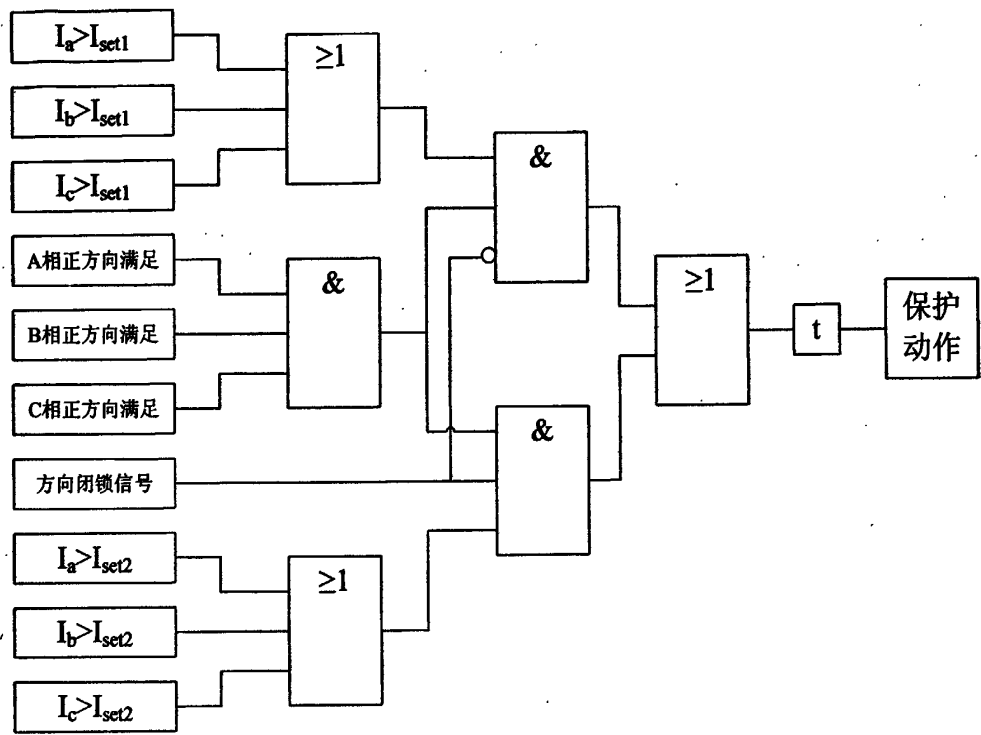 Ia>Iset1
≥1
Ib>Iset1
&
Ic>Iset1
A相正方向满足
&
≥1
保护
动作
B相正方向满足
t
C相正方向满足
&
方向闭锁信号
Ia>Iset2
≥1
Ib>Iset2
Ic>Iset2